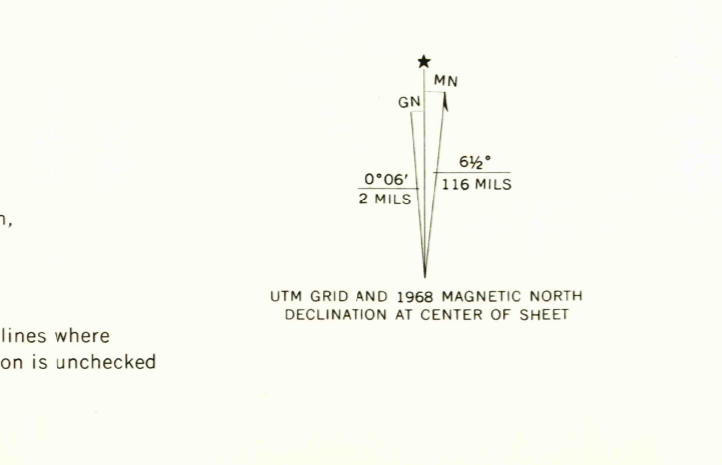 ★
MN
GN
6½°
116 MILS
0°06′
2 MILS
n,
UTM GRID AND 1968 MAGNETIC NORTH
DECLINATION AT CENTER OF SHEET
lines where
on is unchecked